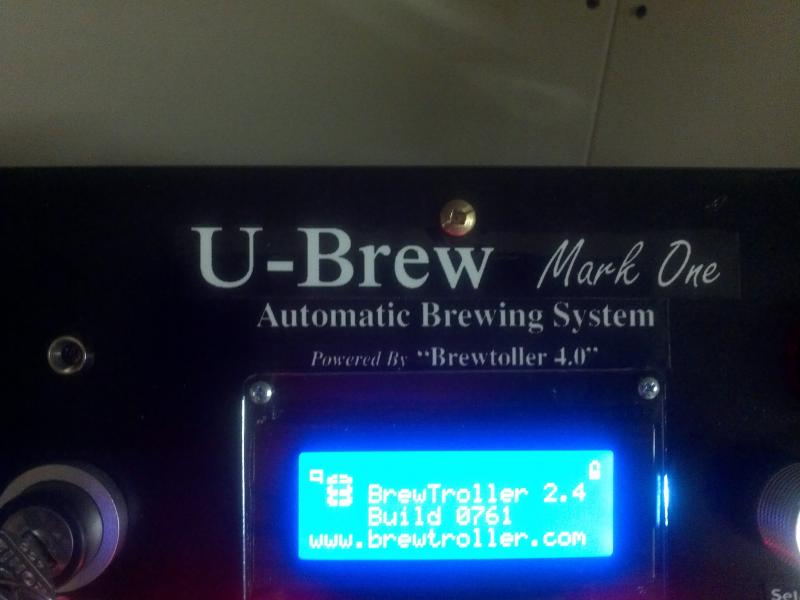 U-Brew Mark One
Automatic Brewing System
Powered By “Brewtoller 4.0”
BrewTroller 2.4
Build 0761
www.brewtroller.com